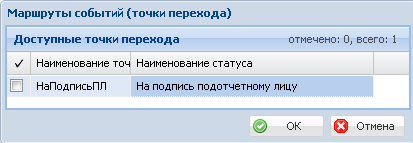 Маршруты событий (точки перехода)
Доступные точки перехода отмечено: 0, всего: 1
Наименование точ Наименование статуса
НаПодписьПЛ На подпись подотчетному лицу
OK Отмена